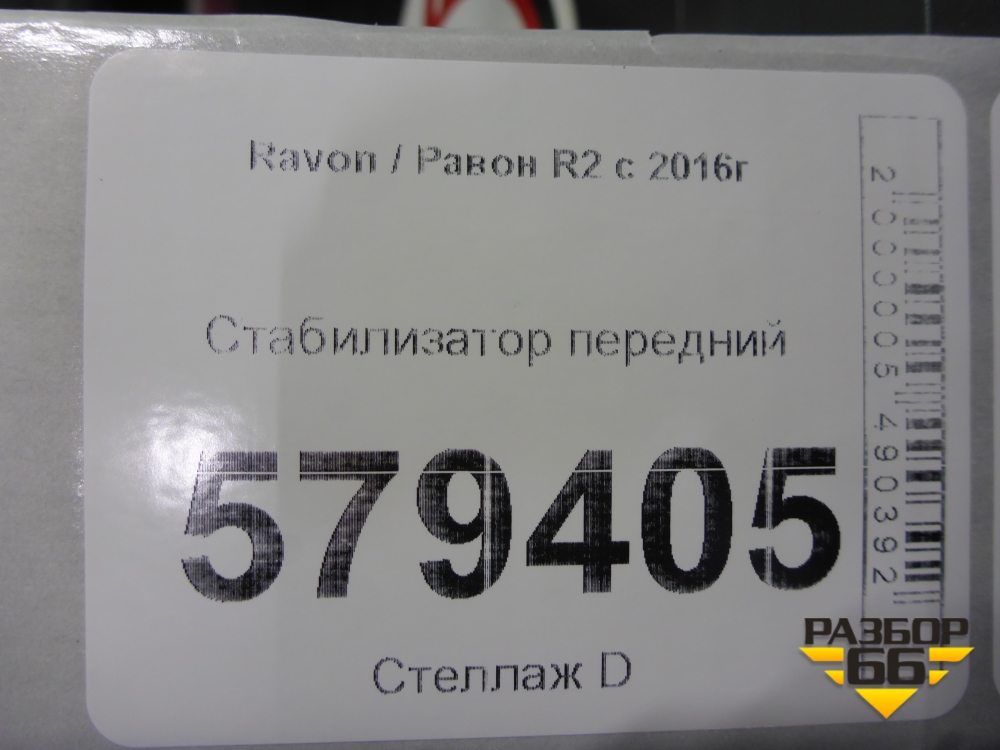 Ravon / Равон R2 с 2016г
Стабилизатор передний
579405
Стеллаж D
2000005490392
РАЗБОР
66